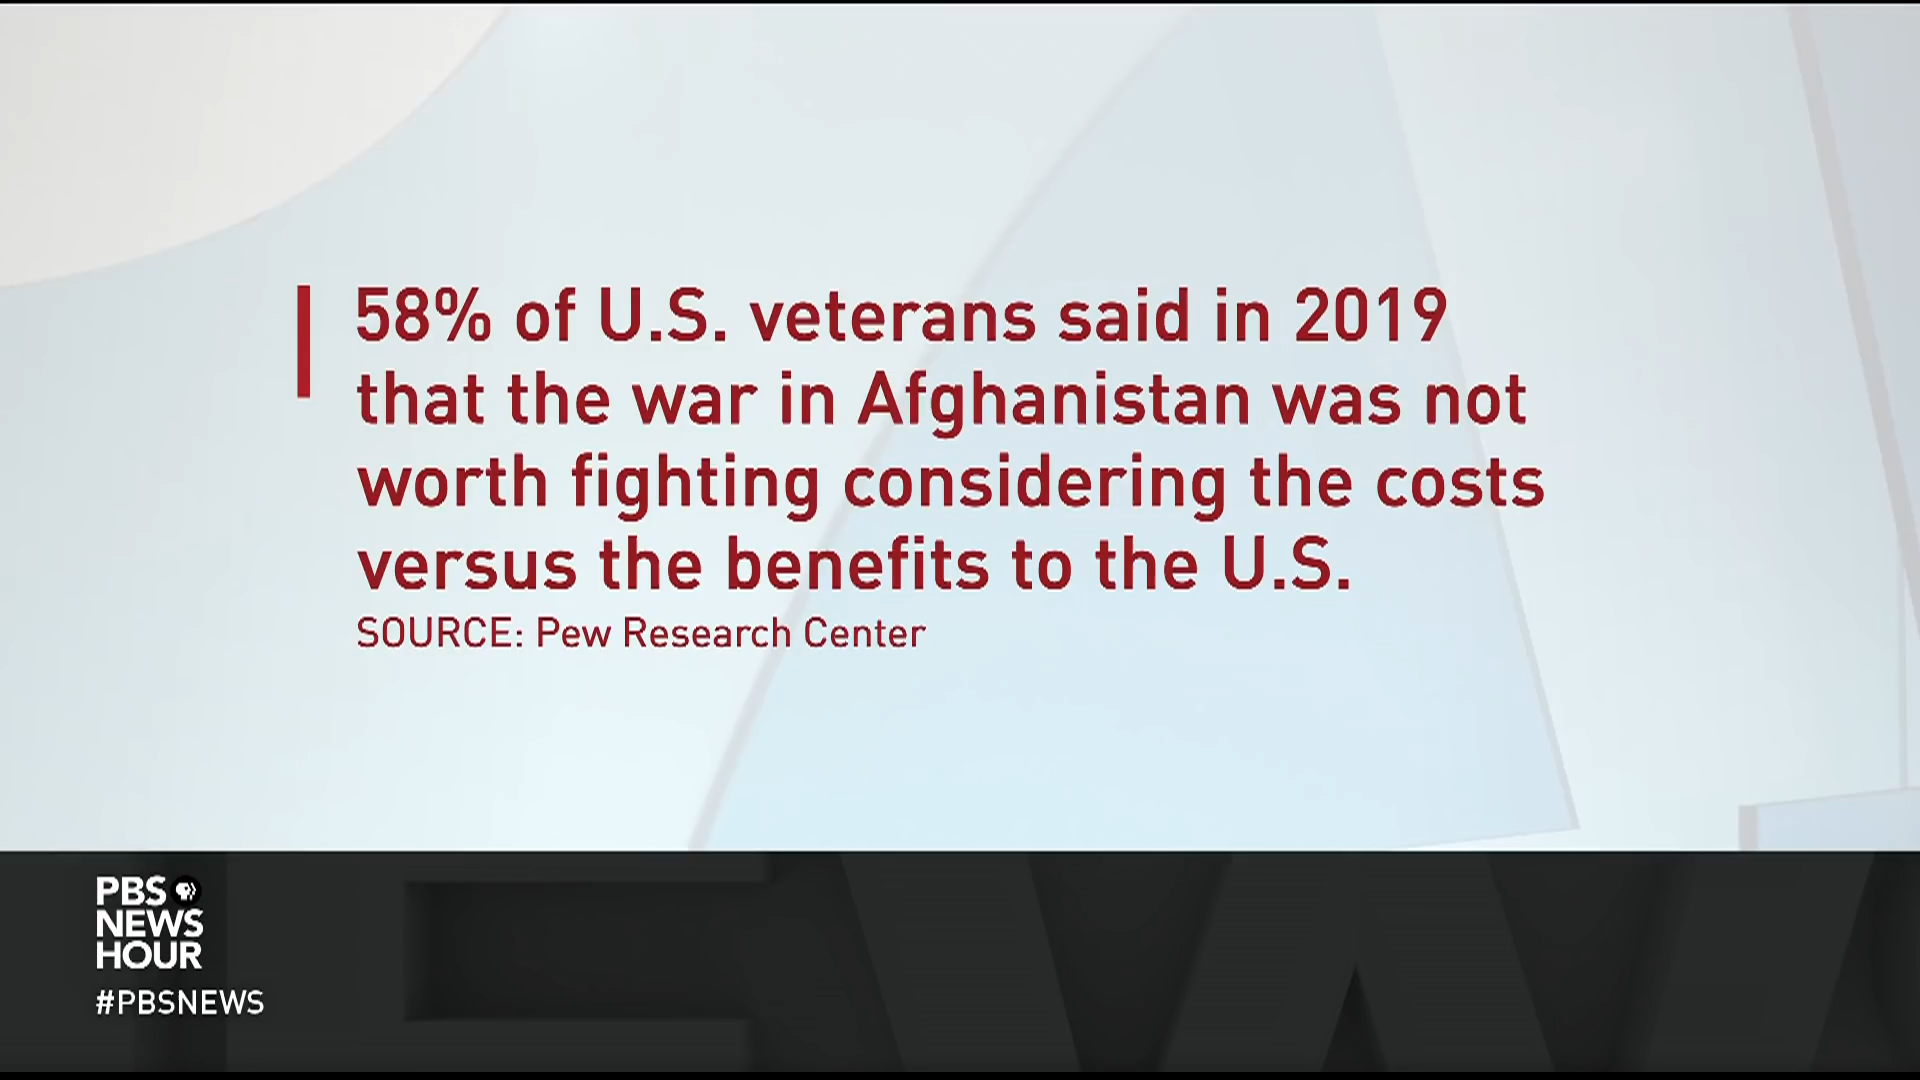 58% of U.S. veterans said in 2019
that the war in Afghanistan was not
worth fighting considering the costs
versus the benefits to the U.S.
SOURCE: Pew Research Center
PBS
NEWS
HOUR
#PBSNEWS